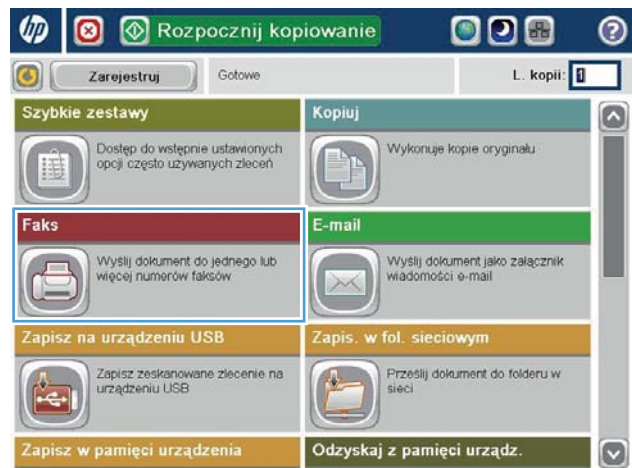 hp
Rozpocznij kopiowanie
?
Zarejestruj
Gotowe
L. kopii: 1
Szybkie zestawy
Kopiuj
Dostęp do wstępnie ustawionych
opcji często używanych zleceń
Wykonuje kopie oryginału
Faks
E-mail
Wyślij dokument do jednego lub
więcej numerów faksów
Wyślij dokument jako załącznik
wiadomości e-mail
Zapisz na urządzeniu USB
Zapis. w fol. sieciowym
Zapisz zeskanowane zlecenie na
urządzeniu USB
Prześlij dokument do folderu w
sieci
Zapisz w pamięci urządzenia
Odzyskaj z pamięci urządz.